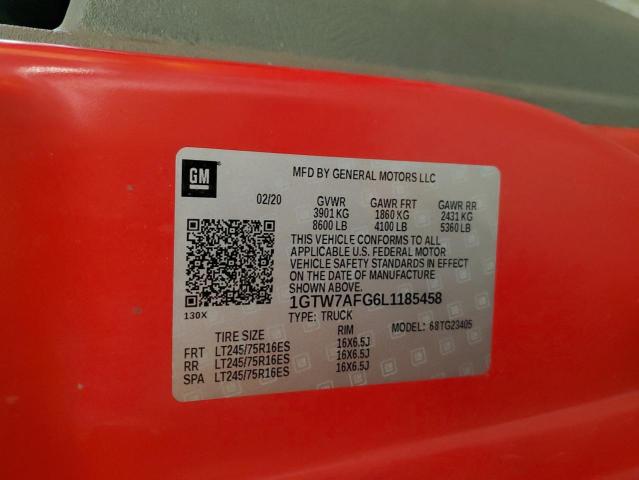 GM
MFD BY GENERAL MOTORS LLC
02/20 GVWR GAWR FRT GAWR RR
3901 KG 1860 KG 2431 KG
8600 LB 4100 LB 5360 LB
THIS VEHICLE CONFORMS TO ALL
APPLICABLE U.S. FEDERAL MOTOR
VEHICLE SAFETY STANDARDS IN EFFECT
ON THE DATE OF MANUFACTURE
SHOWN ABOVE.
1GTW7AFG6L1185458
130X TYPE: TRUCK
TIRE SIZE RIM MODEL: 68TG23405
FRT LT245/75R16ES 16X6.5J
RR LT245/75R16ES 16X6.5J
SPA LT245/75R16ES 16X6.5J